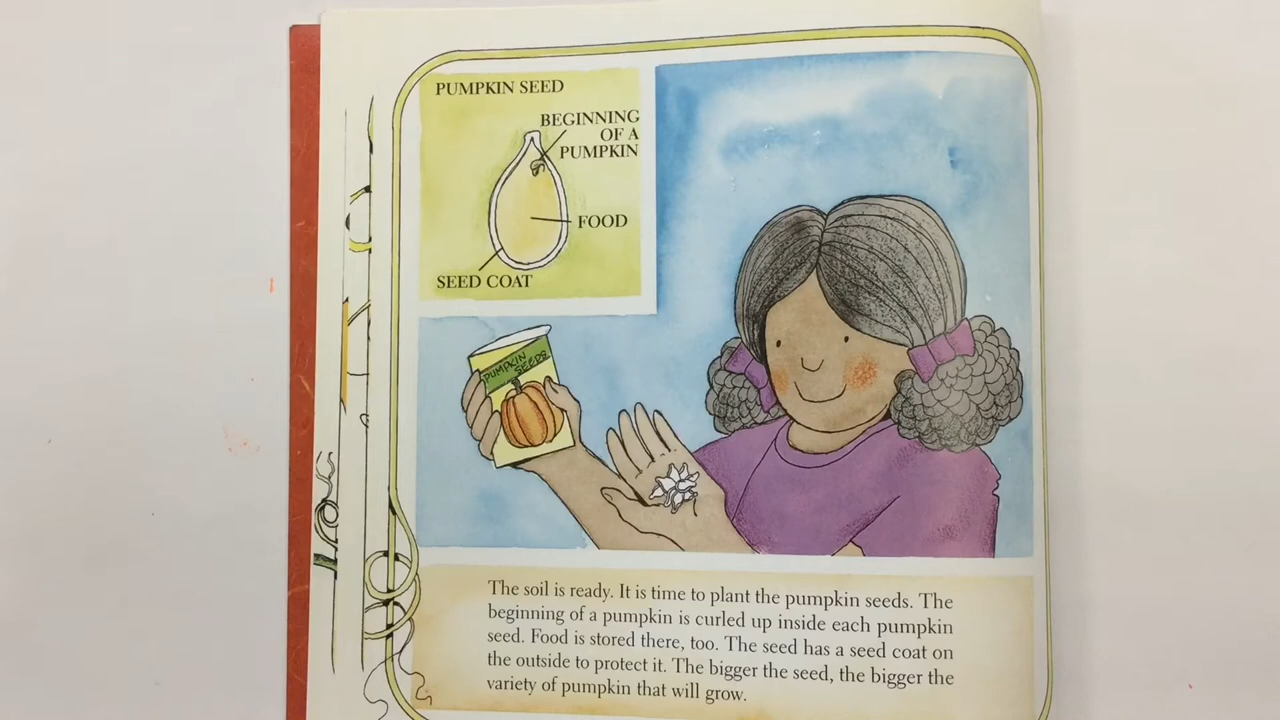 PUMPKIN SEED
BEGINNING
OF A
PUMPKIN
FOOD
SEED COAT
PUMPKIN
SEEDS
The soil is ready. It is time to plant the pumpkin seeds. The
beginning of a pumpkin is curled up inside each pumpkin
seed. Food is stored there, too. The seed has a seed coat on
the outside to protect it. The bigger the seed, the bigger the
variety of pumpkin that will grow.